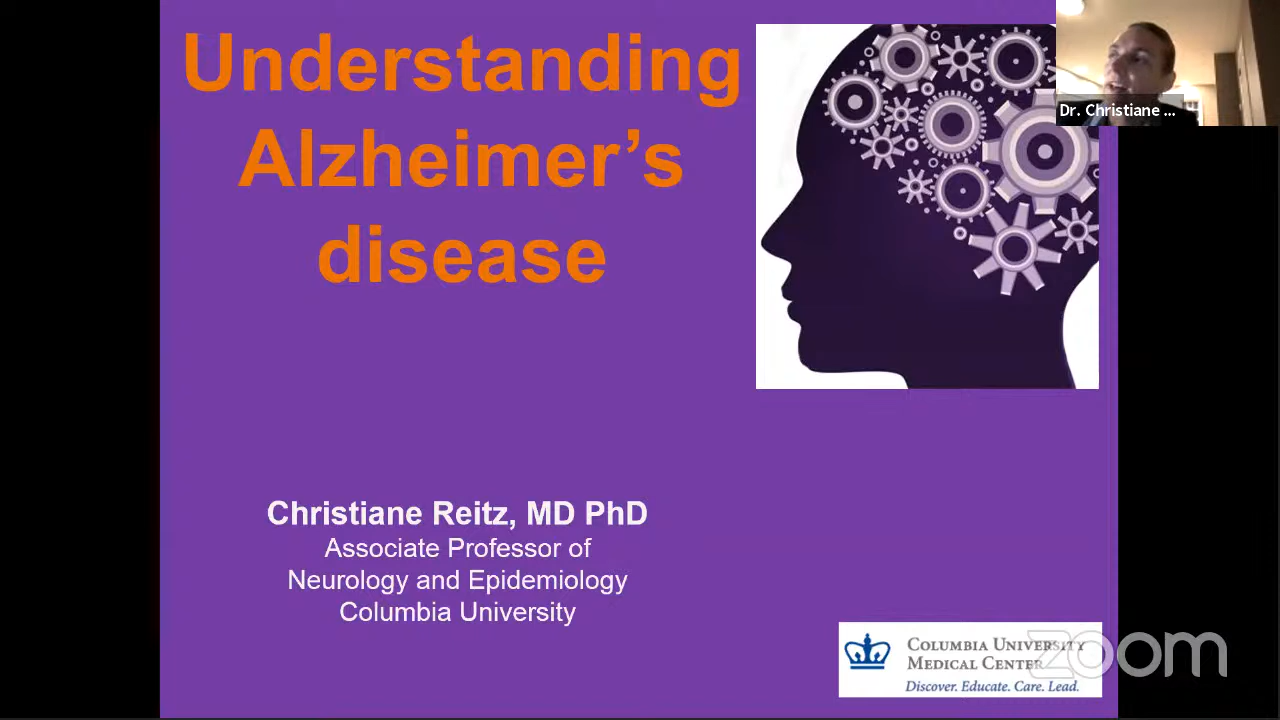 Understanding
Alzheimer's
disease
Dr. Christiane ...
Christiane Reitz, MD PhD
Associate Professor of
Neurology and Epidemiology
Columbia University
COLUMBIA UNIVERSITY
MEDICAL CENTER
Discover. Educate. Care. Lead.
zoom